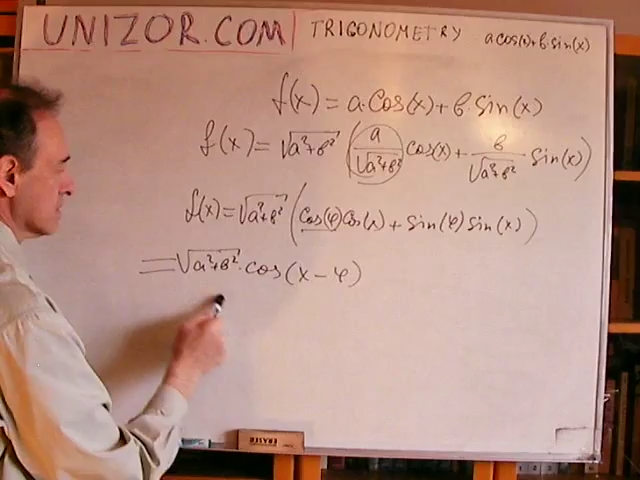 UNIZOR.COM | TRIGONOMETRY a cos(x)+b·sin(x)
f(x) = a·Cos(x) + b·Sin(x)
f(x) = √a²+b² (a/√a²+b² cos(x) + b/√a²+b² Sin(x))
f(x) = √a²+b² (Cos(φ)Cos(x) + Sin(φ)Sin(x))
= √a²+b² · cos(x − φ)
ERASER